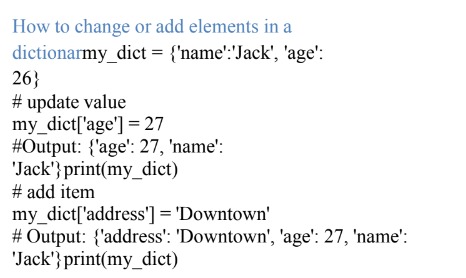 How to change or add elements in a
dictionarmy_dict = {'name':'Jack', 'age':
26}
# update value
my_dict['age'] = 27
#Output: {'age': 27, 'name':
'Jack'}print(my_dict)
# add item
my_dict['address'] = 'Downtown'
# Output: {'address': 'Downtown', 'age': 27, 'name':
'Jack'}print(my_dict)